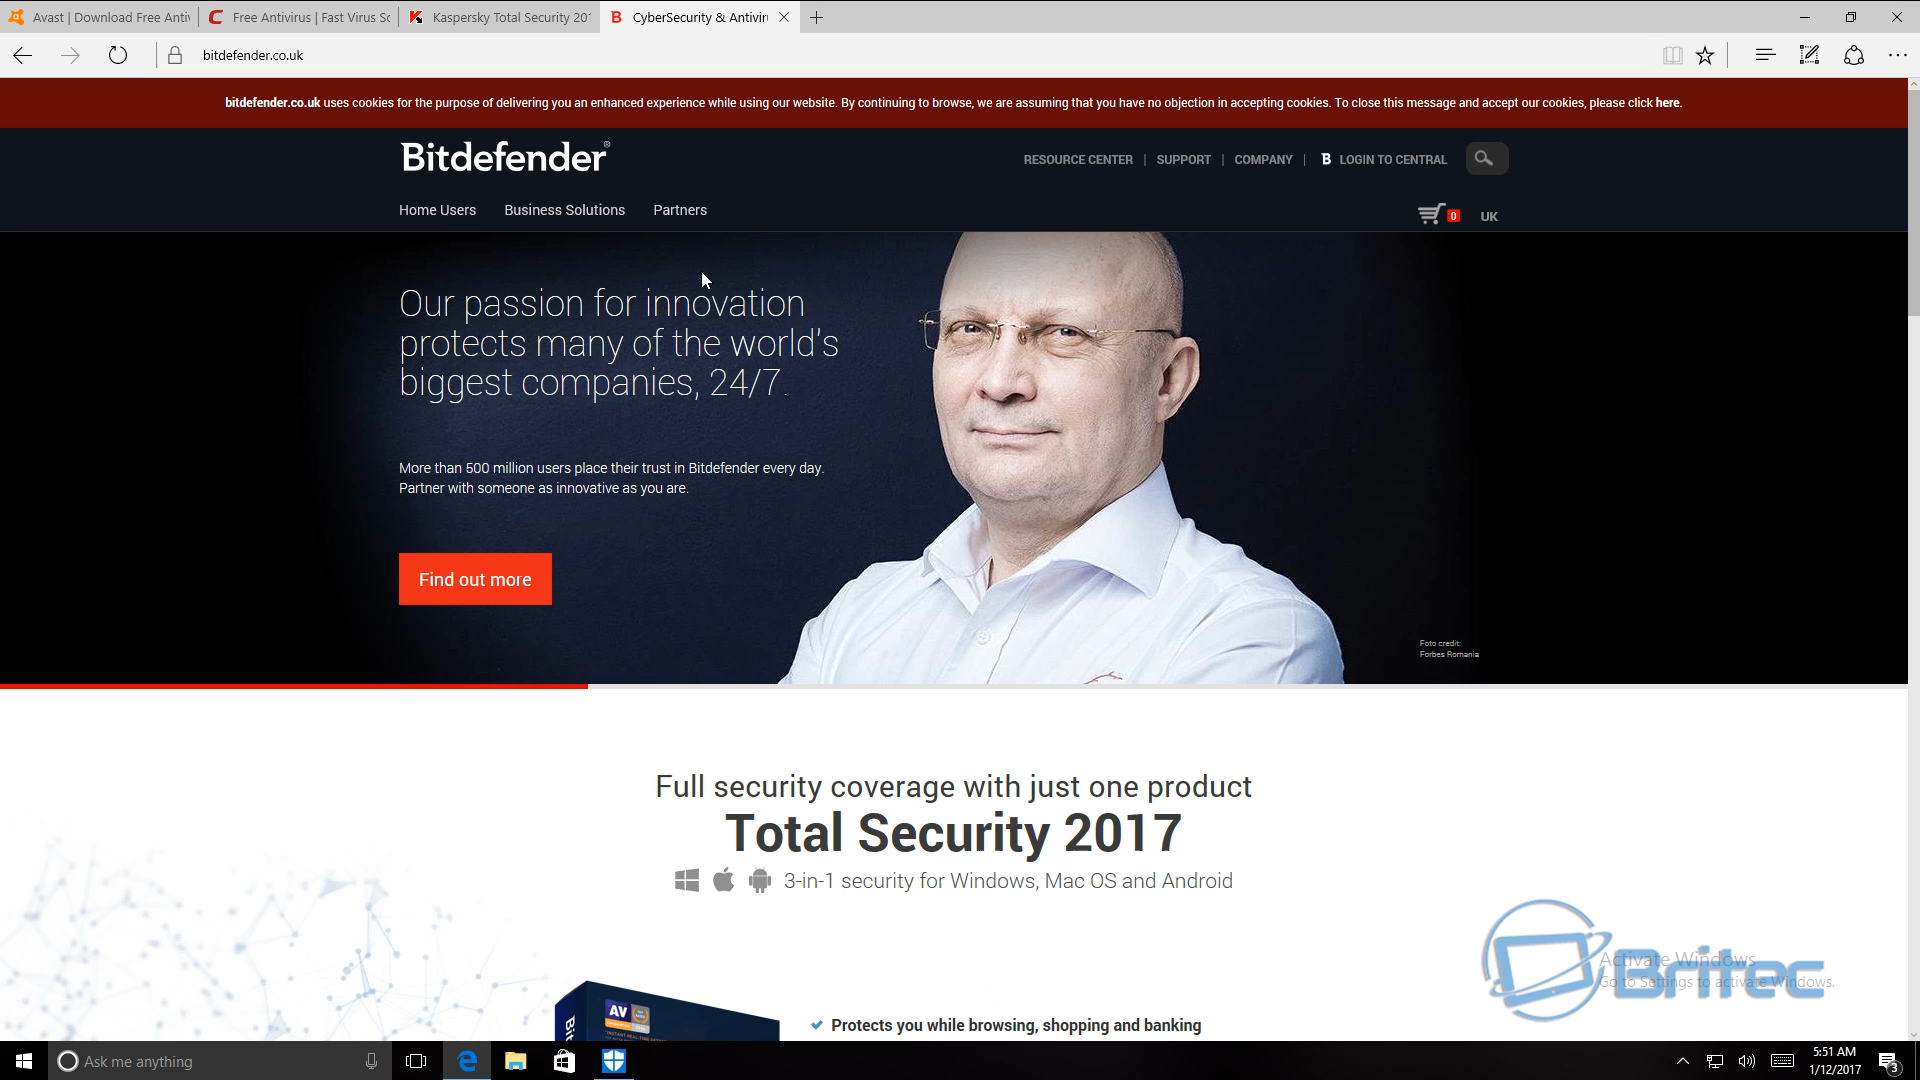 Avast | Download Free Anti
Free Antivirus | Fast Virus Sc
Kaspersky Total Security 201
CyberSecurity & Antivir
bitdefender.co.uk
bitdefender.co.uk uses cookies for the purpose of delivering you an enhanced experience while using our website. By continuing to browse, we are assuming that you have no objection in accepting cookies. To close this message and accept our cookies, please click here.
Bitdefender®
RESOURCE CENTER | SUPPORT | COMPANY | B LOGIN TO CENTRAL
Home Users Business Solutions Partners
0 UK
Our passion for innovation
protects many of the world's
biggest companies, 24/7.
More than 500 million users place their trust in Bitdefender every day.
Partner with someone as innovative as you are.
Find out more
Foto credit:
Forbes Romania
Full security coverage with just one product
Total Security 2017
3-in-1 security for Windows, Mac OS and Android
Activate Windows
Go to Settings to activate Windows.
Britec
AV
Bit
Protects you while browsing, shopping and banking
Ask me anything
5:51 AM
1/12/2017
3